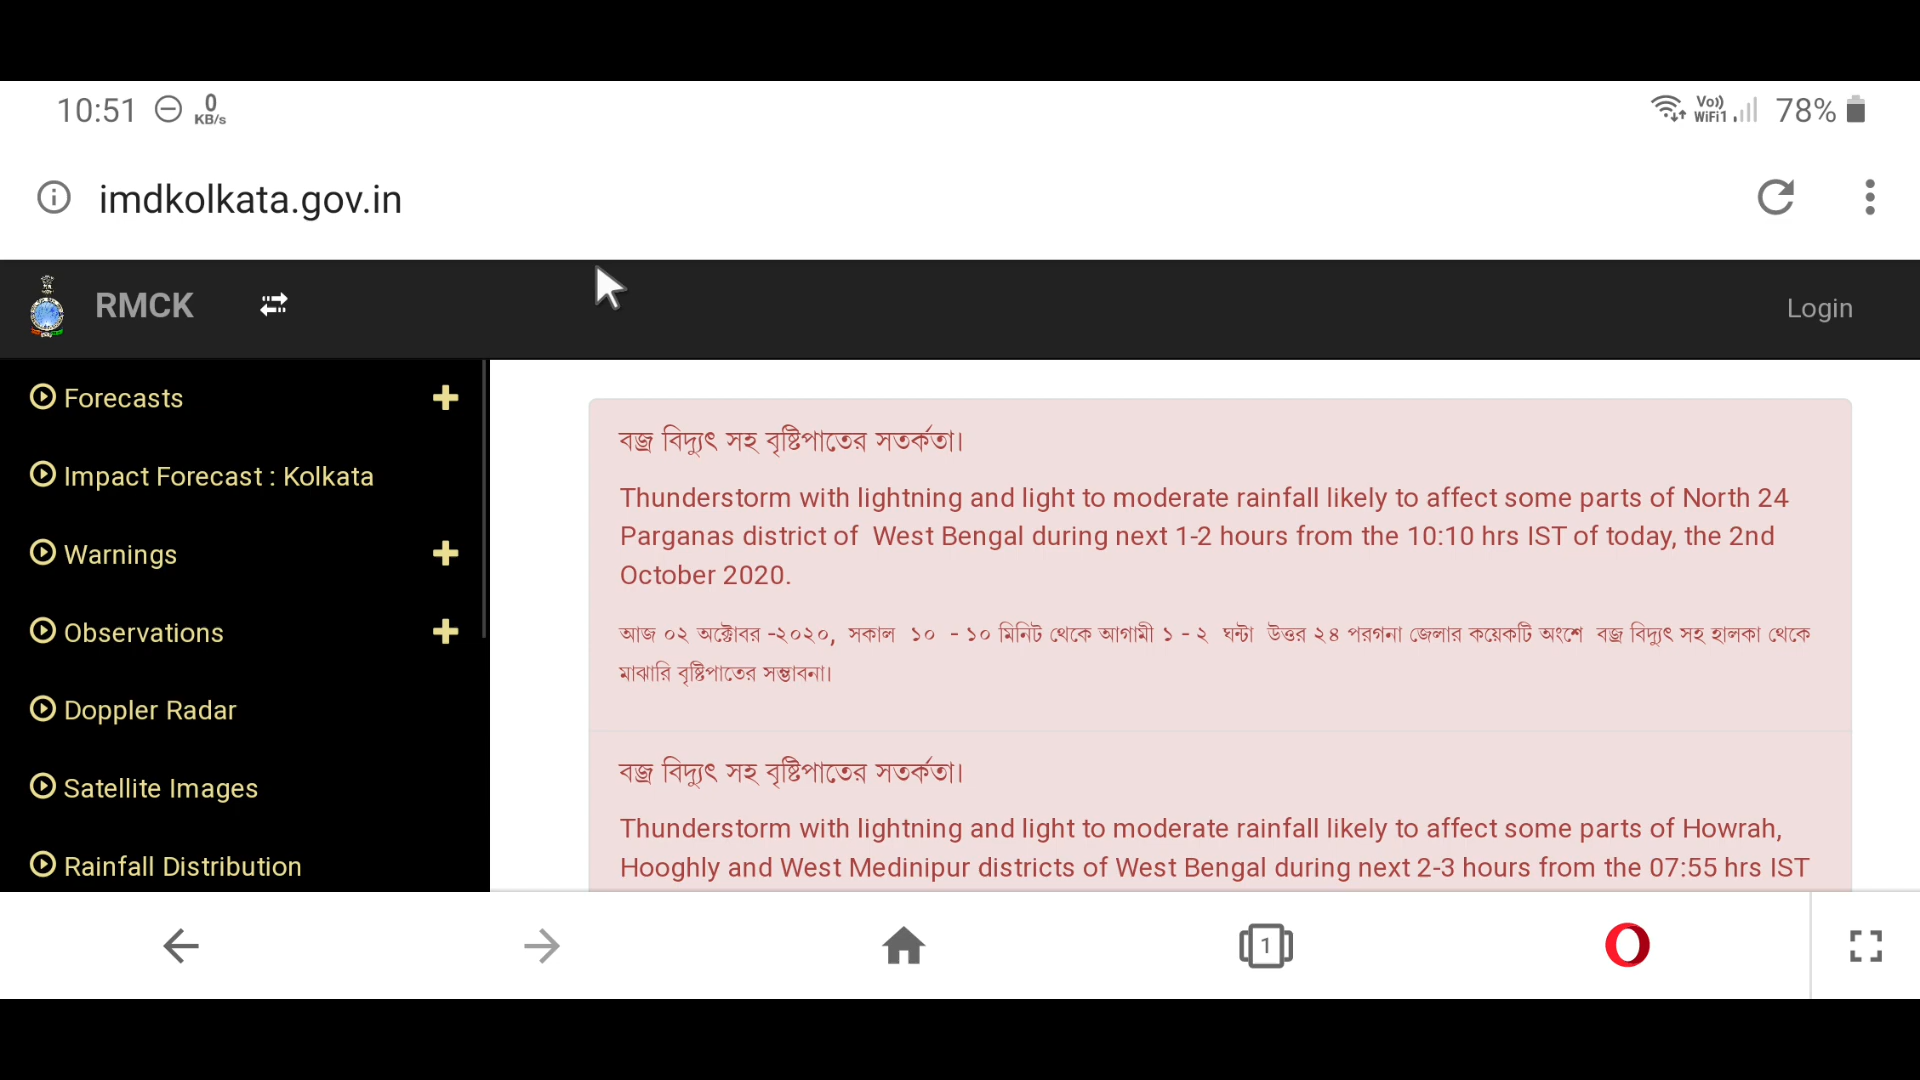 10:51 0 KB/s Vo)) WiFi1 78%
imdkolkata.gov.in
RMCK Login
Forecasts
Impact Forecast : Kolkata
Warnings
Observations
Doppler Radar
Satellite Images
Rainfall Distribution
বজ্র বিদ্যুৎ সহ বৃষ্টিপাতের সতর্কতা।
Thunderstorm with lightning and light to moderate rainfall likely to affect some parts of North 24
Parganas district of West Bengal during next 1-2 hours from the 10:10 hrs IST of today, the 2nd
October 2020.
আজ ০২ অক্টোবর -২০২০, সকাল ১০ - ১০ মিনিট থেকে আগামী ১ - ২ ঘন্টা উত্তর ২৪ পরগনা জেলার কয়েকটি অংশে বজ্র বিদ্যুৎ সহ হালকা থেকে
মাঝারি বৃষ্টিপাতের সম্ভাবনা।
বজ্র বিদ্যুৎ সহ বৃষ্টিপাতের সতর্কতা।
Thunderstorm with lightning and light to moderate rainfall likely to affect some parts of Howrah,
Hooghly and West Medinipur districts of West Bengal during next 2-3 hours from the 07:55 hrs IST
1